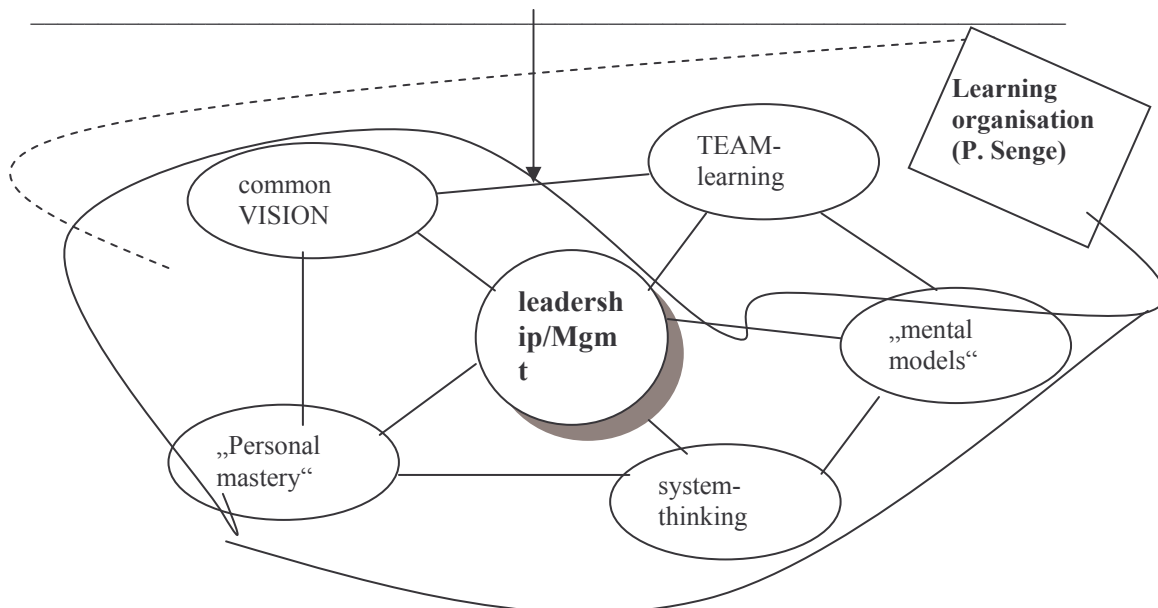 Learning
organisation
(P. Senge)
TEAM-
learning
common
VISION
leadersh
ip/Mgm
t
„mental
models“
„Personal
mastery“
system-
thinking